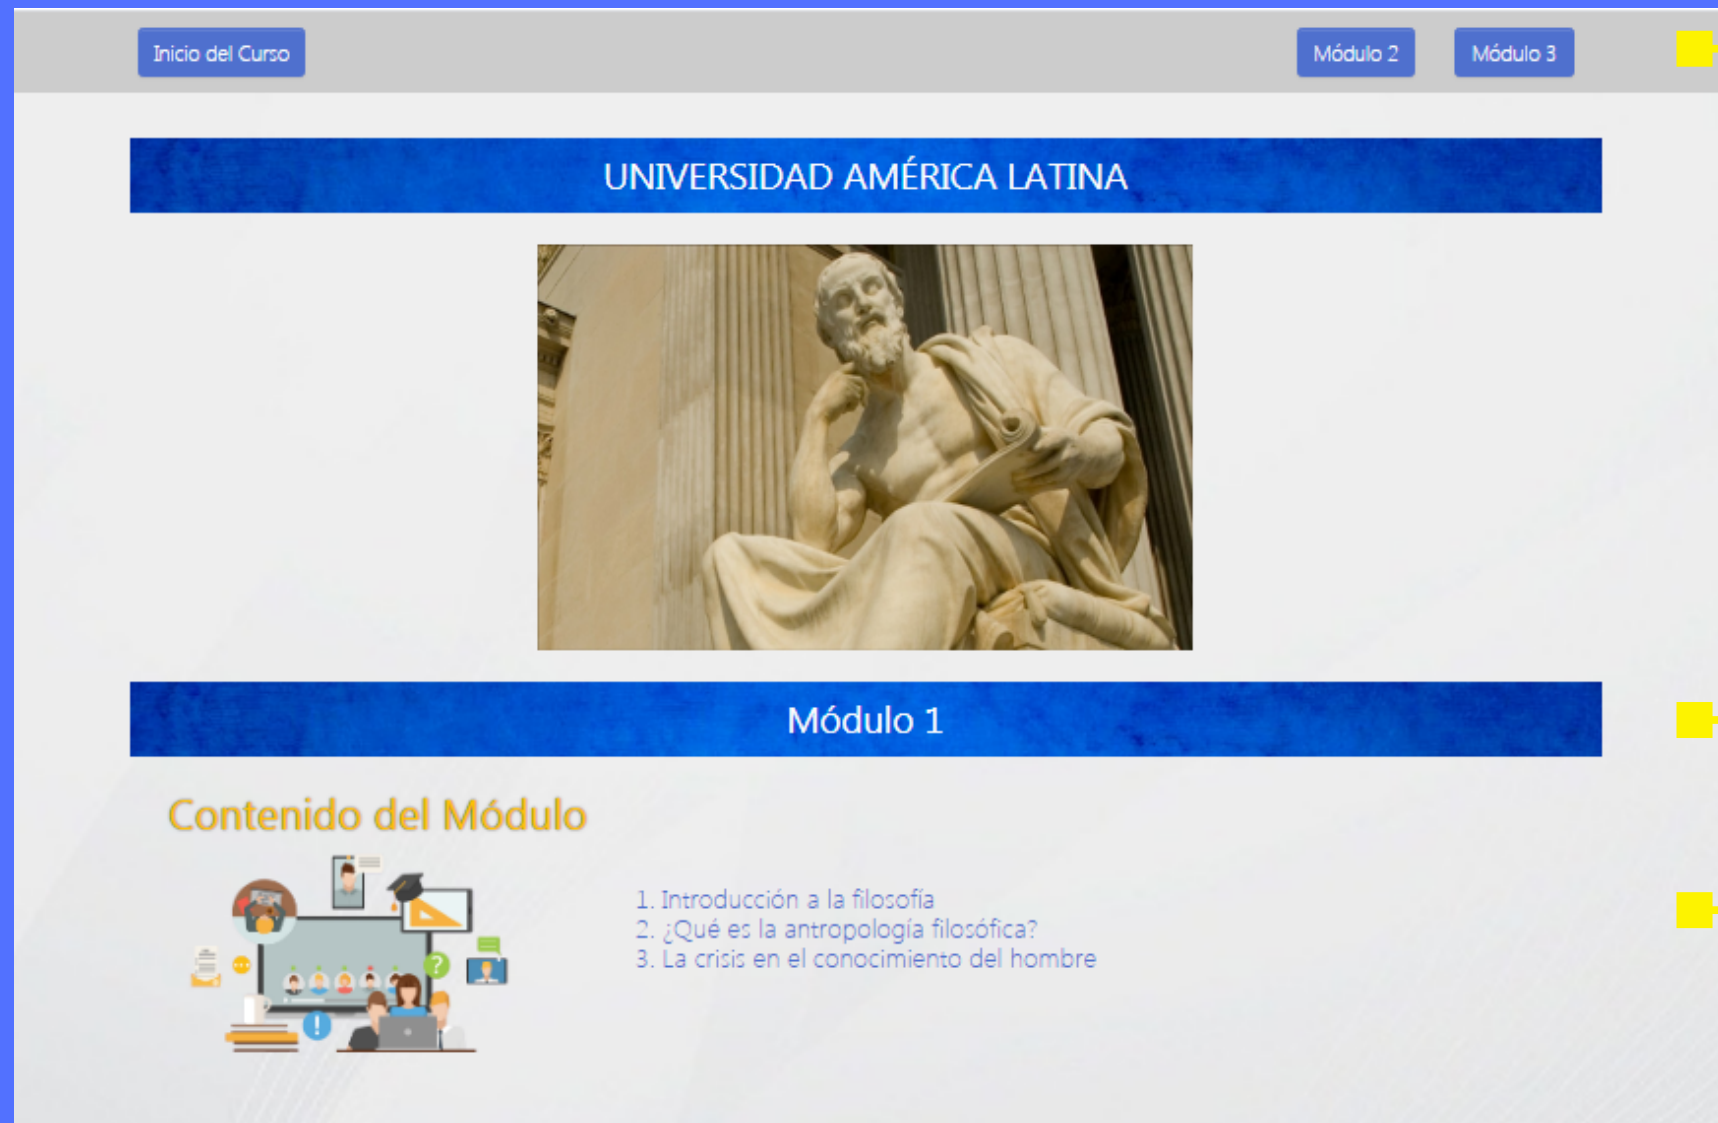 Inicio del Curso
Módulo 2
Módulo 3
UNIVERSIDAD AMÉRICA LATINA
Módulo 1
Contenido del Módulo
1. Introducción a la filosofía
2. ¿Qué es la antropología filosófica?
3. La crisis en el conocimiento del hombre